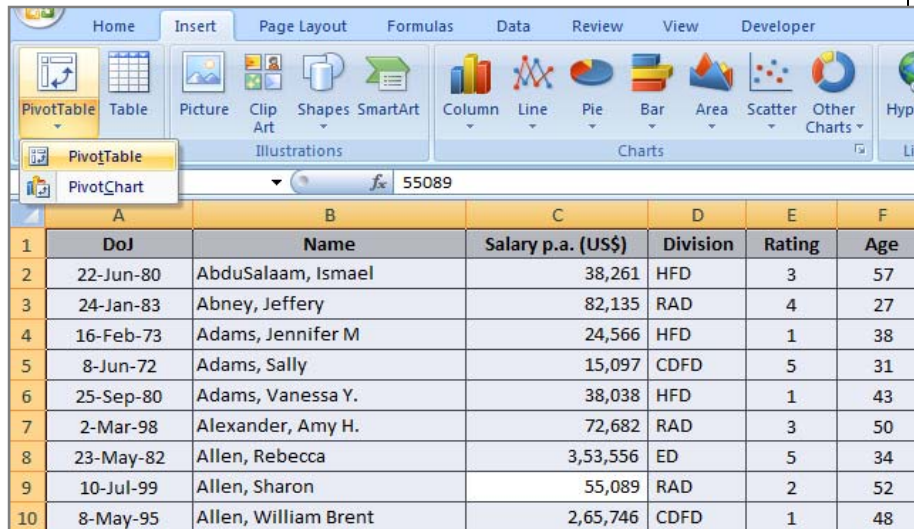 Home Insert Page Layout Formulas Data Review View Developer
PivotTable Table Picture Clip Art Shapes SmartArt Column Line Pie Bar Area Scatter Other Charts
Illustrations Charts
PivotTable
PivotChart
fx 55089
A B C D E F
1 DoJ Name Salary p.a. (US$) Division Rating Age
2 22-Jun-80 AbduSalaam, Ismael 38,261 HFD 3 57
3 24-Jan-83 Abney, Jeffery 82,135 RAD 4 27
4 16-Feb-73 Adams, Jennifer M 24,566 HFD 1 38
5 8-Jun-72 Adams, Sally 15,097 CDFD 5 31
6 25-Sep-80 Adams, Vanessa Y. 38,038 HFD 1 43
7 2-Mar-98 Alexander, Amy H. 72,682 RAD 3 50
8 23-May-82 Allen, Rebecca 3,53,556 ED 5 34
9 10-Jul-99 Allen, Sharon 55,089 RAD 2 52
10 8-May-95 Allen, William Brent 2,65,746 CDFD 1 48